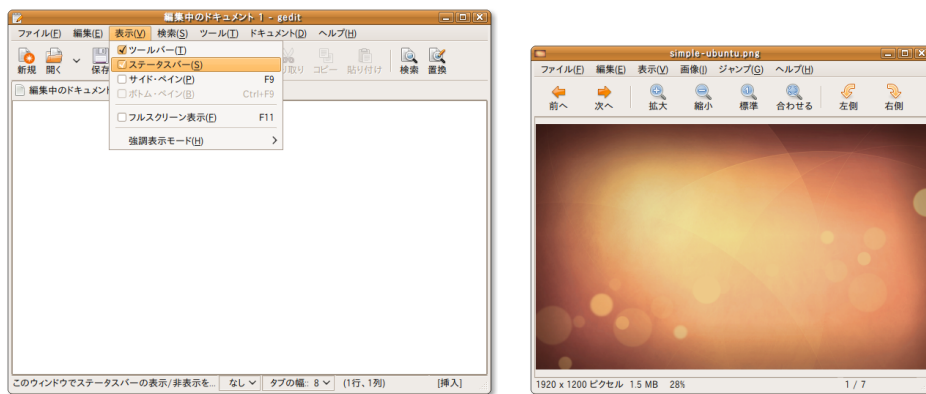 編集中のドキュメント 1 - gedit
ファイル(F) 編集(E) 表示(V) 検索(S) ツール(T) ドキュメント(D) ヘルプ(H)
新規 開く 保存 取り コピー 貼り付け 検索 置換
編集中のドキュメント
ツールバー(T)
ステータスバー(S)
サイド・ペイン(P) F9
ボトム・ペイン(B) Ctrl+F9
フルスクリーン表示(F) F11
強調表示モード(H)
このウィンドウでステータスバーの表示/非表示を... なし タブの幅: 8 (1行、1列) [挿入]
simple-ubuntu.png
ファイル(F) 編集(E) 表示(V) 画像(I) ジャンプ(G) ヘルプ(H)
前へ 次へ 拡大 縮小 標準 合わせる 左側 右側
1920 x 1200 ピクセル 1.5 MB 28% 1 / 7